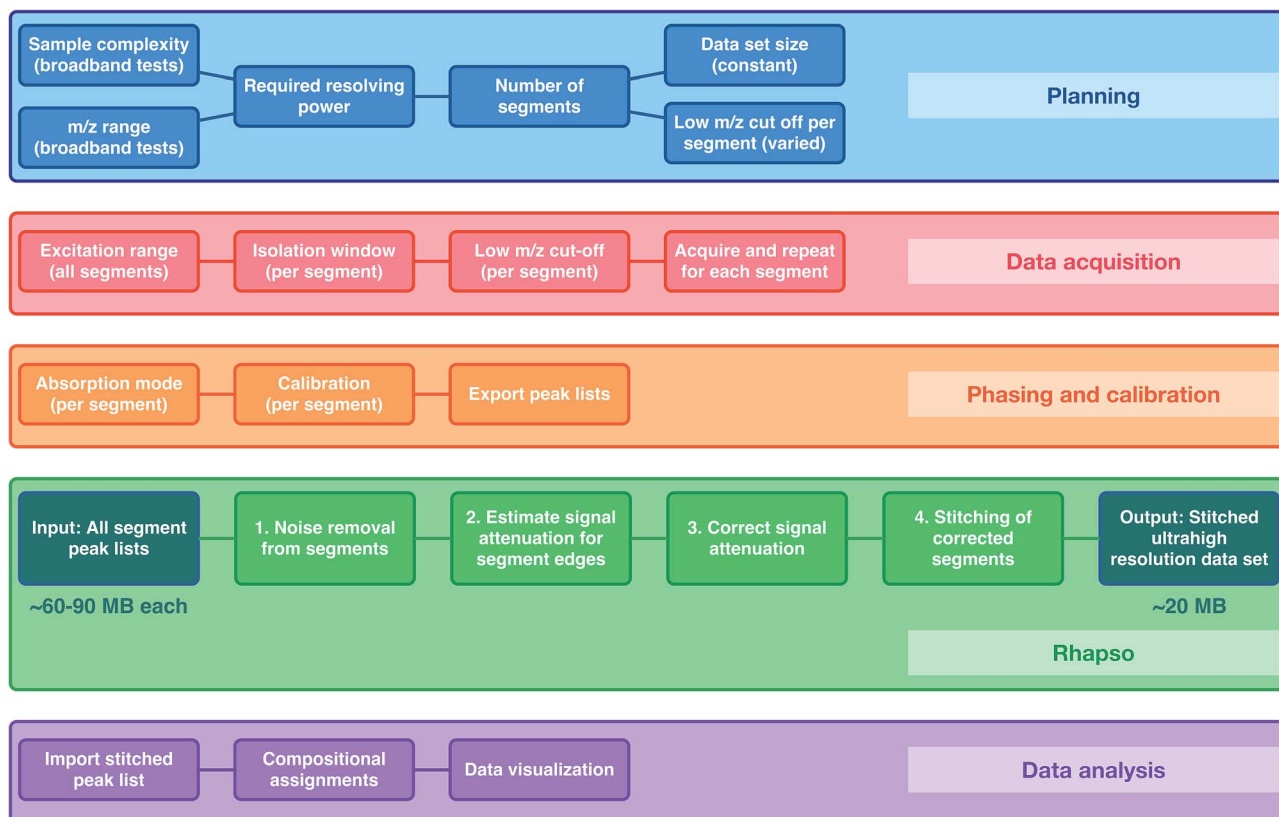 Sample complexity
(broadband tests)
m/z range
(broadband tests)
Required resolving
power
Number of
segments
Data set size
(constant)
Low m/z cut off per
segment (varied)
Planning
Excitation range
(all segments)
Isolation window
(per segment)
Low m/z cut-off
(per segment)
Acquire and repeat
for each segment
Data acquisition
Absorption mode
(per segment)
Calibration
(per segment)
Export peak lists
Phasing and calibration
Input: All segment
peak lists
~60-90 MB each
1. Noise removal
from segments
2. Estimate signal
attenuation for
segment edges
3. Correct signal
attenuation
4. Stitching of
corrected
segments
Output: Stitched
ultrahigh
resolution data set
~20 MB
Rhapso
Import stitched
peak list
Compositional
assignments
Data visualization
Data analysis